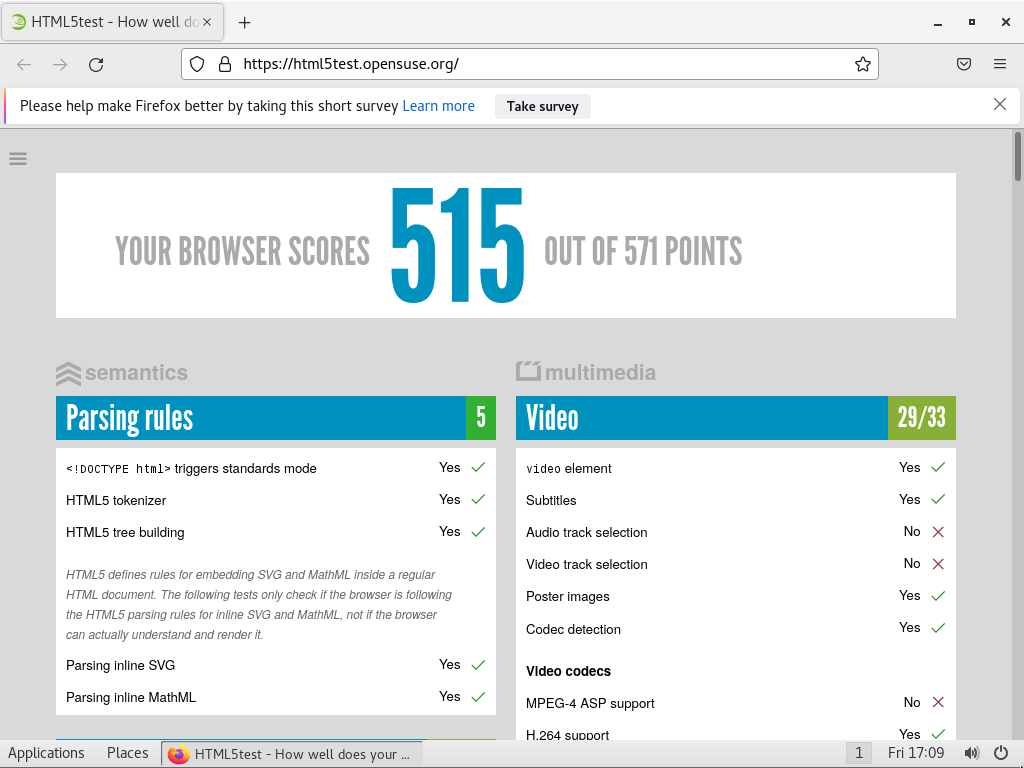 HTML5test - How well do
https://html5test.opensuse.org/
Please help make Firefox better by taking this short survey Learn more Take survey
YOUR BROWSER SCORES 515 OUT OF 571 POINTS
semantics
Parsing rules 5
<!DOCTYPE html> triggers standards mode Yes
HTML5 tokenizer Yes
HTML5 tree building Yes
HTML5 defines rules for embedding SVG and MathML inside a regular
HTML document. The following tests only check if the browser is following
the HTML5 parsing rules for inline SVG and MathML, not if the browser
can actually understand and render it.
Parsing inline SVG Yes
Parsing inline MathML Yes
multimedia
Video 29/33
video element Yes
Subtitles Yes
Audio track selection No
Video track selection No
Poster images Yes
Codec detection Yes
Video codecs
MPEG-4 ASP support No
H.264 support Yes
Applications Places HTML5test - How well does your ... 1 Fri 17:09